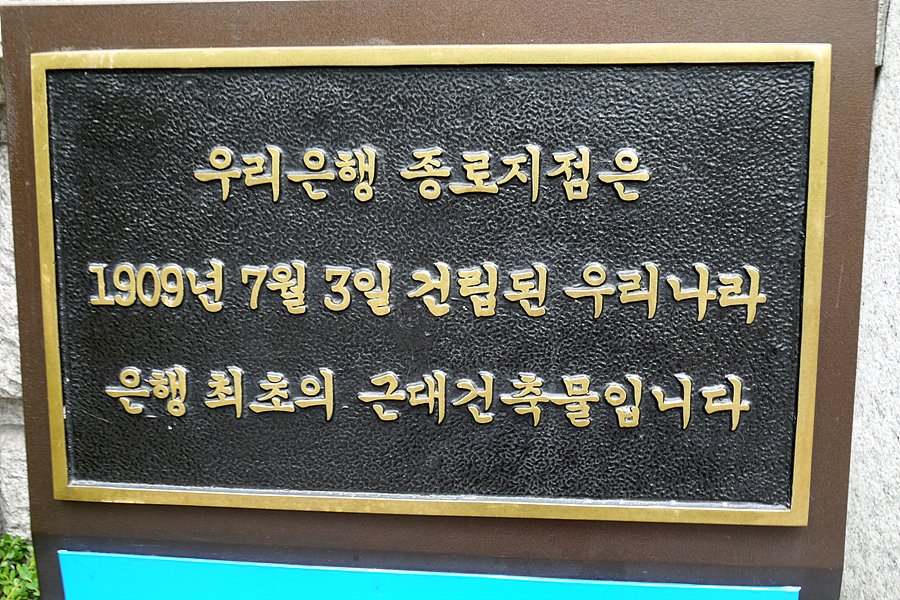 우리은행 종로지점은
1909년 7월 3일 건립된 우리나라
은행 최초의 근대건축물입니다